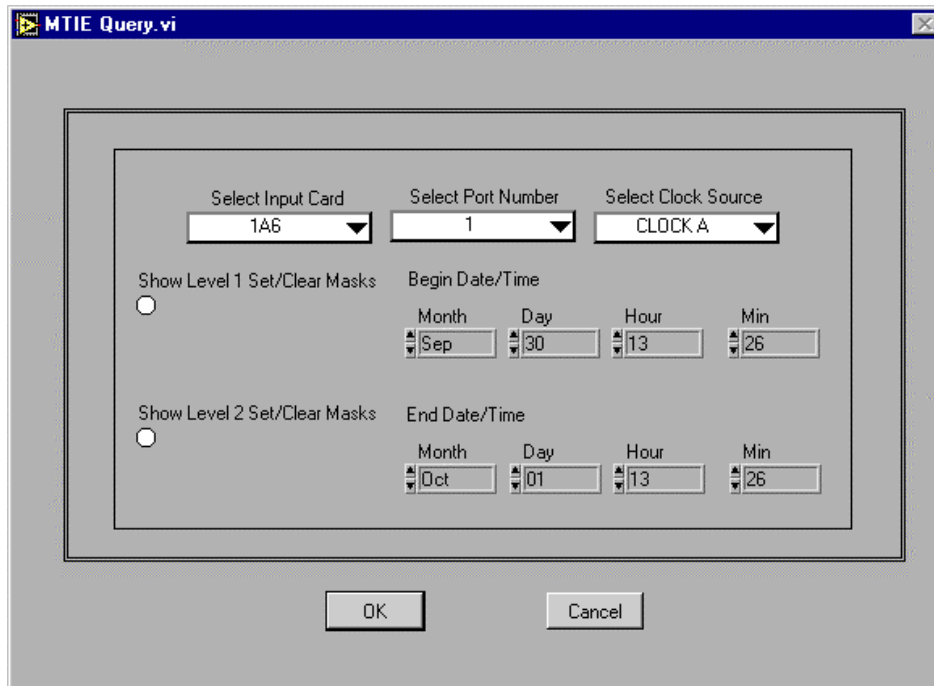 MTIE Query.vi
Select Input Card
Select Port Number
Select Clock Source
1A6
1
CLOCK A
Show Level 1 Set/Clear Masks
Begin Date/Time
Month
Day
Hour
Min
Sep
30
13
26
Show Level 2 Set/Clear Masks
End Date/Time
Month
Day
Hour
Min
Oct
01
13
26
OK
Cancel